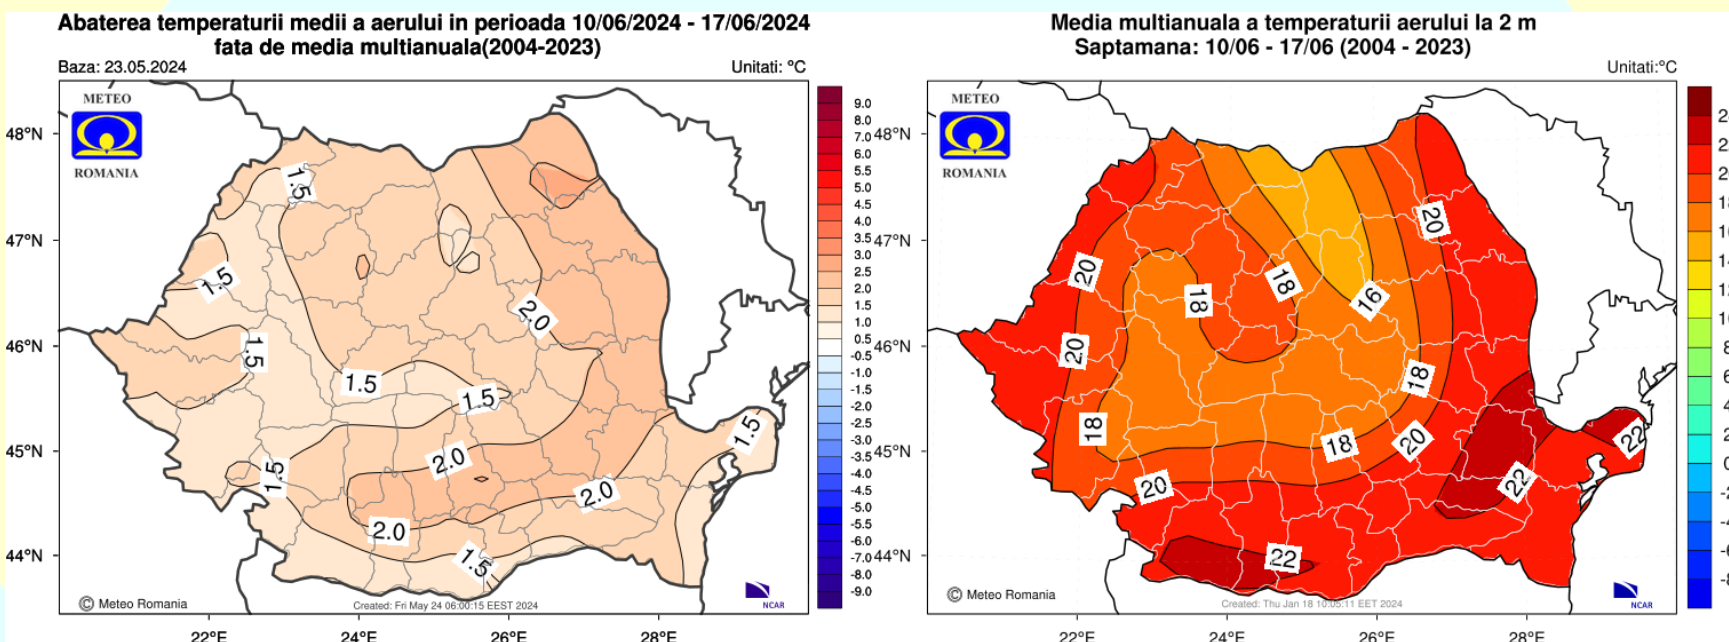 Abaterea temperaturii medii a aerului in perioada 10/06/2024 - 17/06/2024
fata de media multianuala(2004-2023)
Baza: 23.05.2024
Unitati: °C
METEO
ROMANIA
48°N
47°N
46°N
45°N
44°N
22°E
24°E
26°E
28°E
1.5
1.5
2.0
1.5
1.5
1.5
1.5
2.0
1.5
2.0
2.0
1.5
9.0
8.0
7.0
6.0
5.5
5.0
4.5
4.0
3.5
3.0
2.5
2.0
1.5
1.0
0.5
-0.5
-1.0
-1.5
-2.0
-2.5
-3.0
-3.5
-4.0
-4.5
-5.0
-5.5
-6.0
-7.0
-8.0
-9.0
© Meteo Romania
Created: Fri May 24 06:00:15 EEST 2024
NCAR
Media multianuala a temperaturii aerului la 2 m
Saptamana: 10/06 - 17/06 (2004 - 2023)
Unitati:°C
METEO
ROMANIA
48°N
47°N
46°N
45°N
44°N
22°E
24°E
26°E
28°E
20
20
18
18
16
20
18
18
18
20
22
20
22
22
© Meteo Romania
Created: Thu Jan 18 10:05:11 EET 2024
NCAR